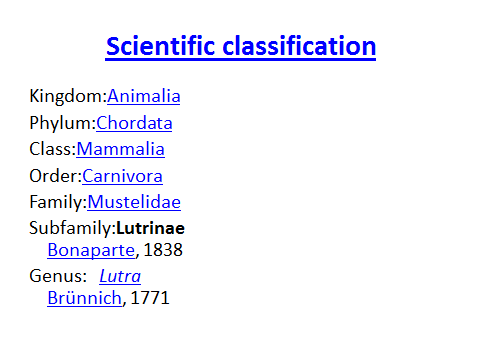 Scientific classification
Kingdom:Animalia
Phylum:Chordata
Class:Mammalia
Order:Carnivora
Family:Mustelidae
Subfamily:Lutrinae
Bonaparte, 1838
Genus: Lutra
Brünnich, 1771